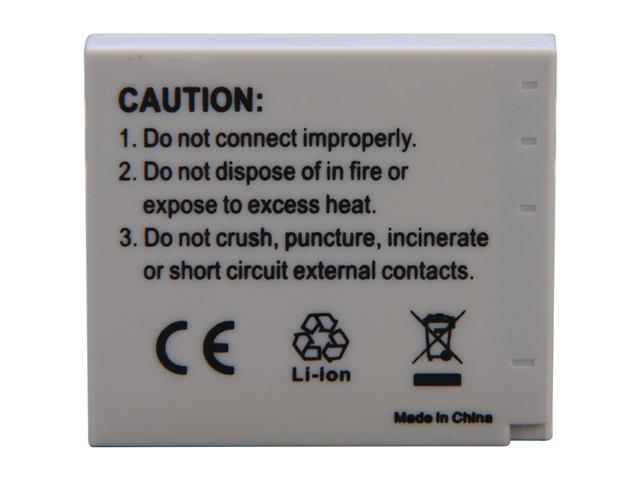 CAUTION:
1. Do not connect improperly.
2. Do not dispose of in fire or
expose to excess heat.
3. Do not crush, puncture, incinerate
or short circuit external contacts.
CE
Li-ion
Made in China